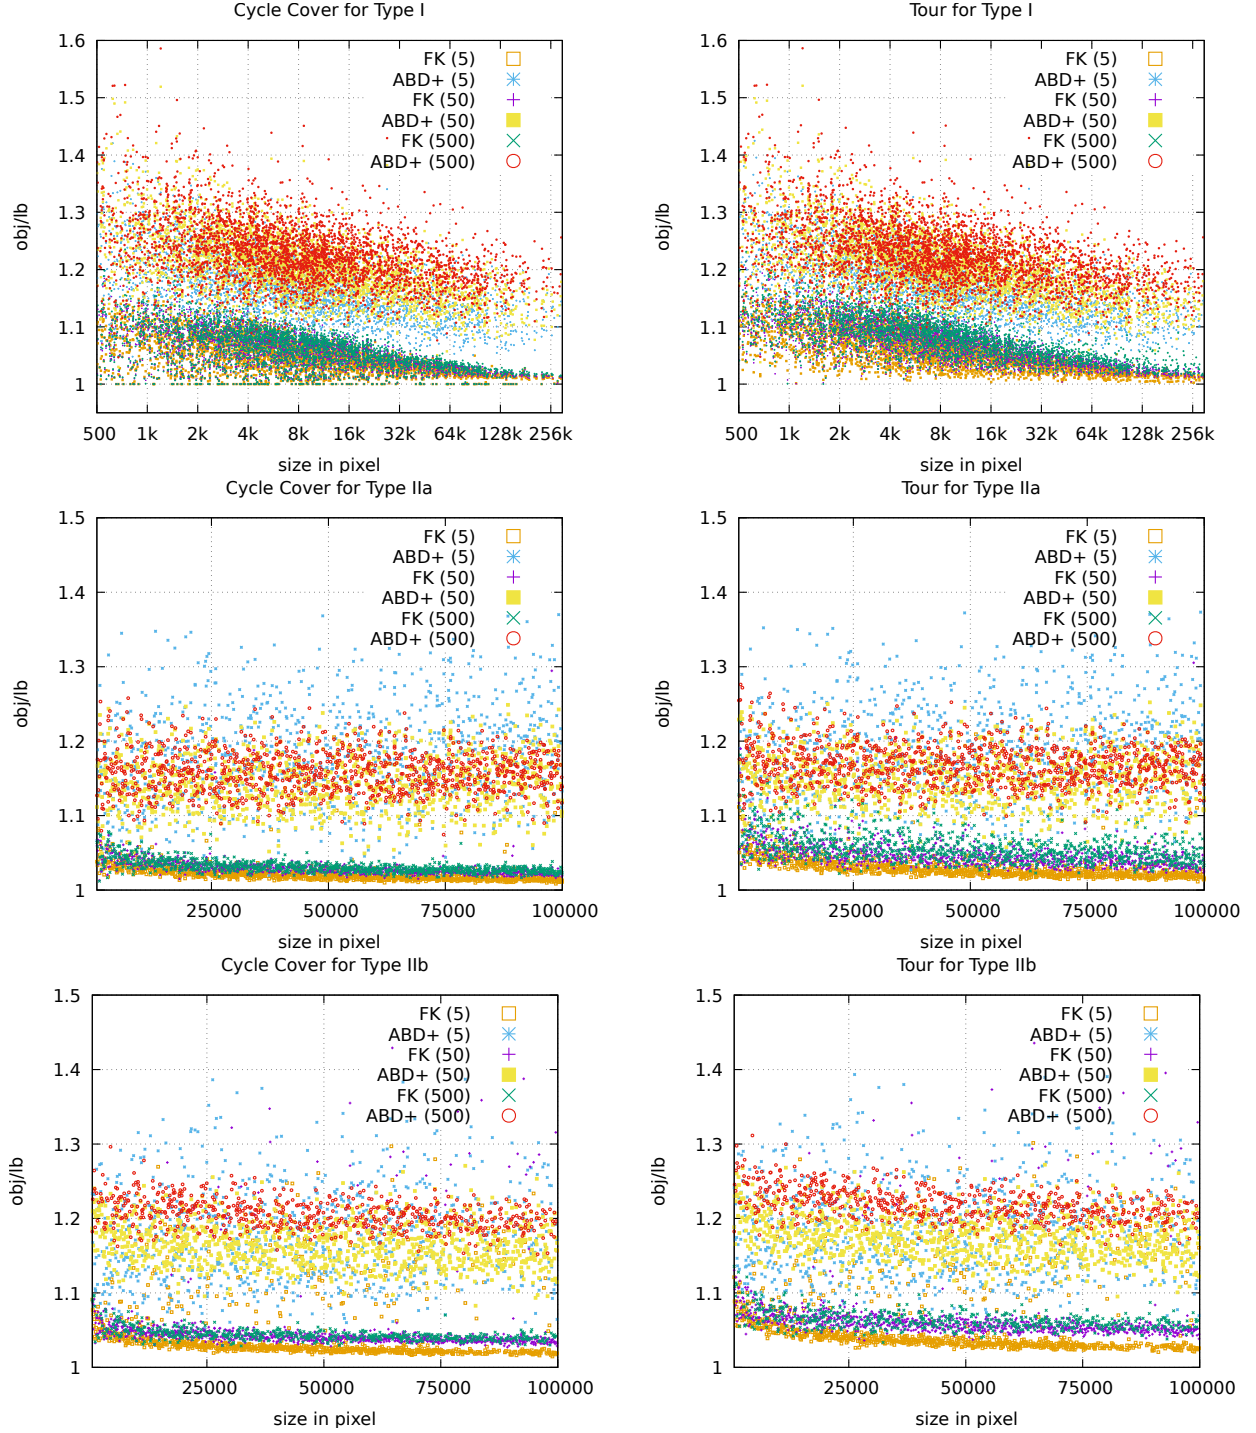 Cycle Cover for Type I
obj/lb
1.6
1.5
1.4
1.3
1.2
1.1
1
FK (5)
ABD+ (5)
FK (50)
ABD+ (50)
FK (500)
ABD+ (500)
500 1k 2k 4k 8k 16k 32k 64k 128k 256k
size in pixel
Tour for Type I
obj/lb
1.6
1.5
1.4
1.3
1.2
1.1
1
FK (5)
ABD+ (5)
FK (50)
ABD+ (50)
FK (500)
ABD+ (500)
500 1k 2k 4k 8k 16k 32k 64k 128k 256k
size in pixel
Cycle Cover for Type IIa
obj/lb
1.5
1.4
1.3
1.2
1.1
1
FK (5)
ABD+ (5)
FK (50)
ABD+ (50)
FK (500)
ABD+ (500)
25000 50000 75000 100000
size in pixel
Tour for Type IIa
obj/lb
1.5
1.4
1.3
1.2
1.1
1
FK (5)
ABD+ (5)
FK (50)
ABD+ (50)
FK (500)
ABD+ (500)
25000 50000 75000 100000
size in pixel
Cycle Cover for Type IIb
obj/lb
1.5
1.4
1.3
1.2
1.1
1
FK (5)
ABD+ (5)
FK (50)
ABD+ (50)
FK (500)
ABD+ (500)
25000 50000 75000 100000
size in pixel
Tour for Type IIb
obj/lb
1.5
1.4
1.3
1.2
1.1
1
FK (5)
ABD+ (5)
FK (50)
ABD+ (50)
FK (500)
ABD+ (500)
25000 50000 75000 100000
size in pixel